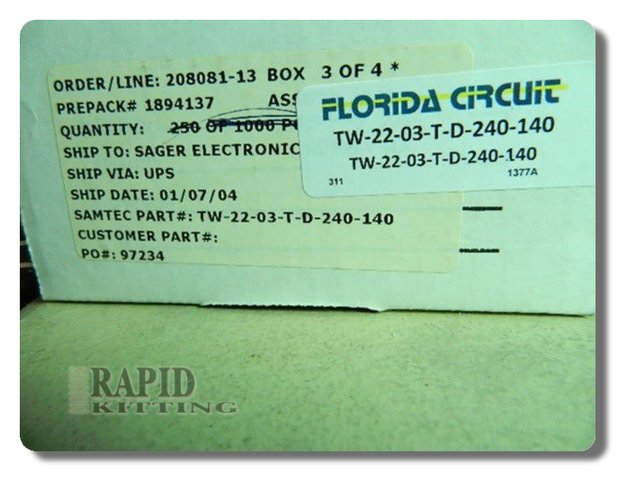 ORDER/LINE: 208081-13 BOX 3 OF 4 *
PREPACK# 1894137 ASS
QUANTITY: 250 OF 1000
SHIP TO: SAGER ELECTRONIC
SHIP VIA: UPS
SHIP DATE: 01/07/04
SAMTEC PART#: TW-22-03-T-D-240-140
CUSTOMER PART#:
PO#: 97234
FLORIDA CIRCUIT
TW-22-03-T-D-240-140
TW-22-03-T-D-240-140
311 1377A
RAPID
KITTING